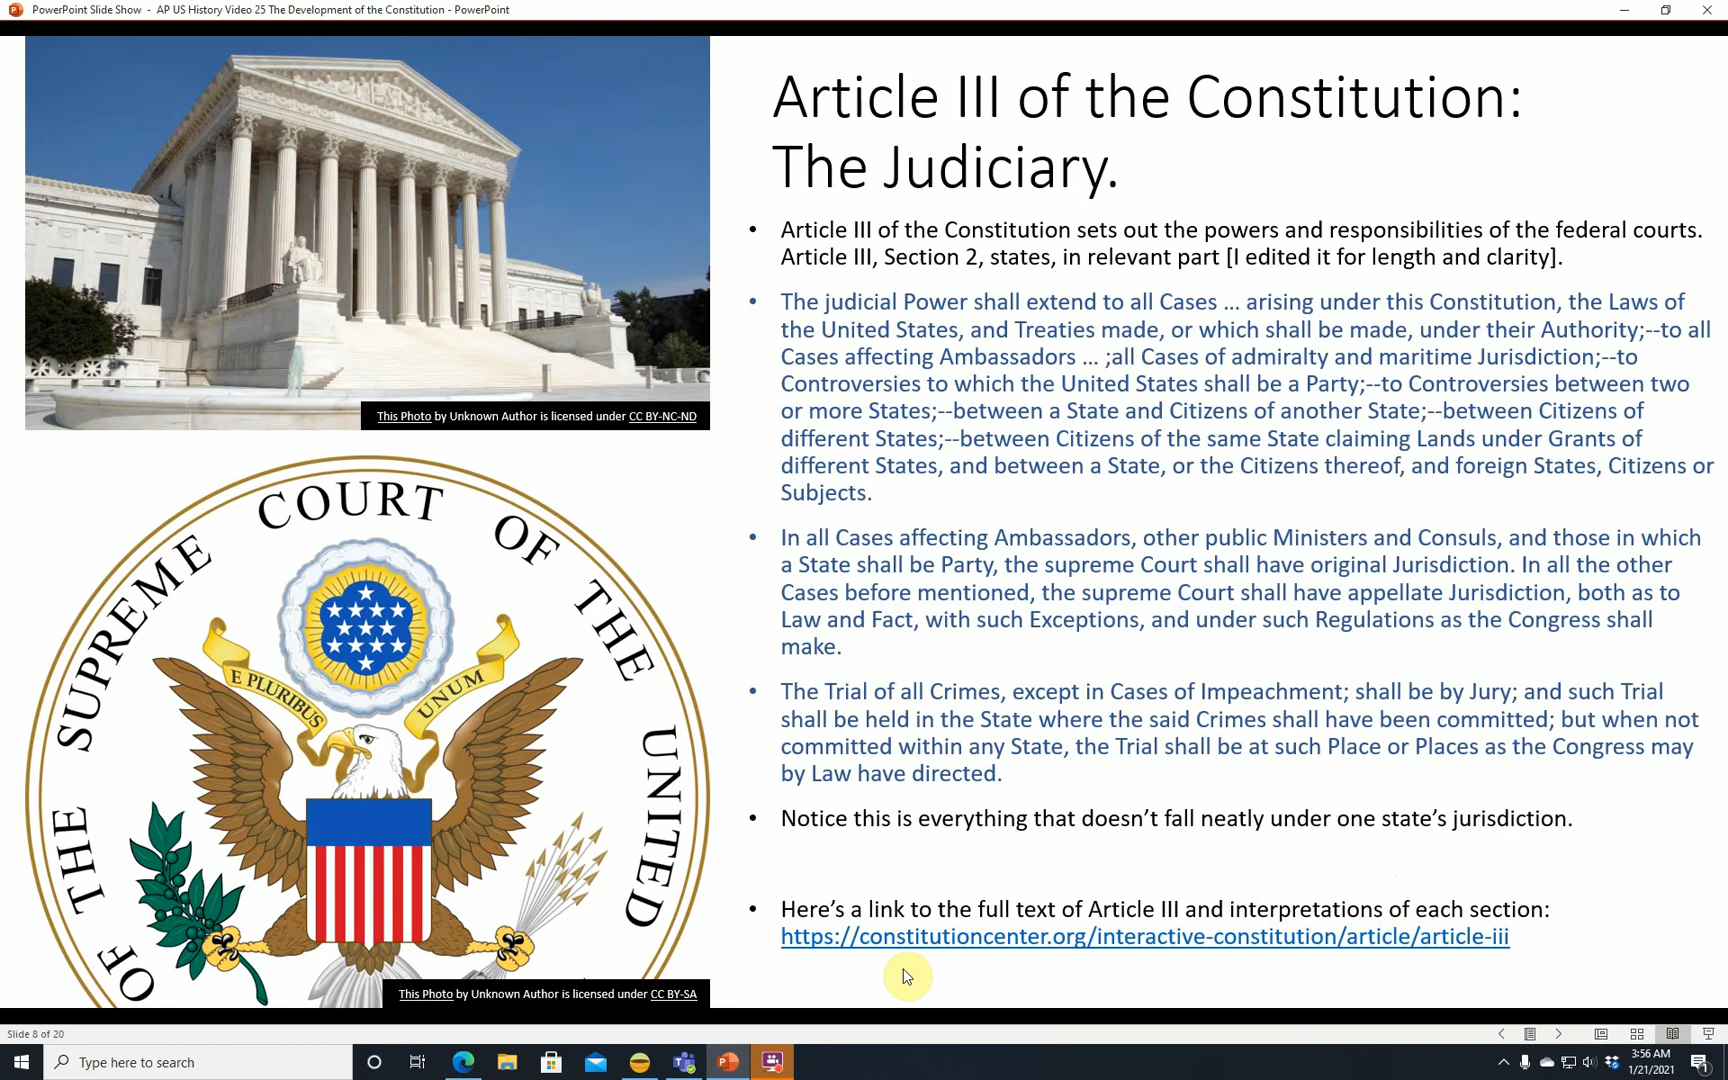 PowerPoint Slide Show - AP US History Video 25 The Development of the Constitution - PowerPoint
This Photo by Unknown Author is licensed under CC BY-NC-ND
THE SUPREME COURT OF THE UNITED
OF
E PLURIBUS
UNUM
This Photo by Unknown Author is licensed under CC BY-SA
Article III of the Constitution:
The Judiciary.
• Article III of the Constitution sets out the powers and responsibilities of the federal courts.
Article III, Section 2, states, in relevant part [I edited it for length and clarity].
• The judicial Power shall extend to all Cases ... arising under this Constitution, the Laws of
the United States, and Treaties made, or which shall be made, under their Authority;--to all
Cases affecting Ambassadors ... ;all Cases of admiralty and maritime Jurisdiction;--to
Controversies to which the United States shall be a Party;--to Controversies between two
or more States;--between a State and Citizens of another State;--between Citizens of
different States;--between Citizens of the same State claiming Lands under Grants of
different States, and between a State, or the Citizens thereof, and foreign States, Citizens or
Subjects.
• In all Cases affecting Ambassadors, other public Ministers and Consuls, and those in which
a State shall be Party, the supreme Court shall have original Jurisdiction. In all the other
Cases before mentioned, the supreme Court shall have appellate Jurisdiction, both as to
Law and Fact, with such Exceptions, and under such Regulations as the Congress shall
make.
• The Trial of all Crimes, except in Cases of Impeachment; shall be by Jury; and such Trial
shall be held in the State where the said Crimes shall have been committed; but when not
committed within any State, the Trial shall be at such Place or Places as the Congress may
by Law have directed.
• Notice this is everything that doesn't fall neatly under one state's jurisdiction.
• Here's a link to the full text of Article III and interpretations of each section:
https://constitutioncenter.org/interactive-constitution/article/article-iii
Slide 8 of 20
Type here to search
3:56 AM
1/21/2021
1